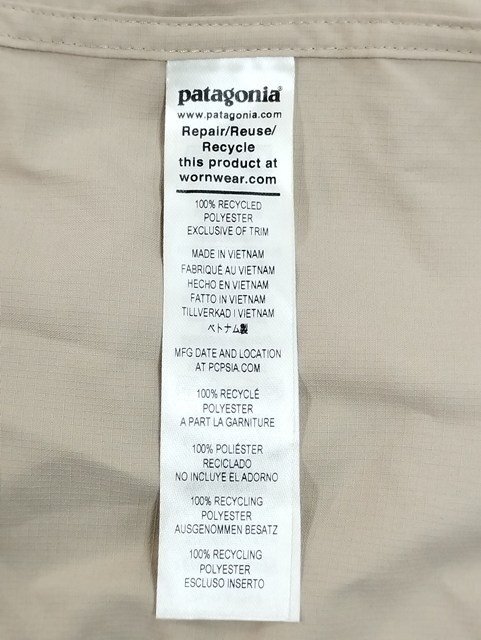 patagonia®
www.patagonia.com
Repair/Reuse/
Recycle
this product at
wornwear.com
100% RECYCLED
POLYESTER
EXCLUSIVE OF TRIM
MADE IN VIETNAM
FABRIQUÉ AU VIETNAM
HECHO EN VIETNAM
FATTO IN VIETNAM
TILLVERKAD I VIETNAM
ベトナム製
MFG DATE AND LOCATION
AT PCPSIA.COM
100% RECYCLÉ
POLYESTER
A PART LA GARNITURE
100% POLIÉSTER
RECICLADO
NO INCLUYE EL ADORNO
100% RECYCLING
POLYESTER
AUSGENOMMEN BESATZ
100% RECYCLING
POLYESTER
ESCLUSO INSERTO